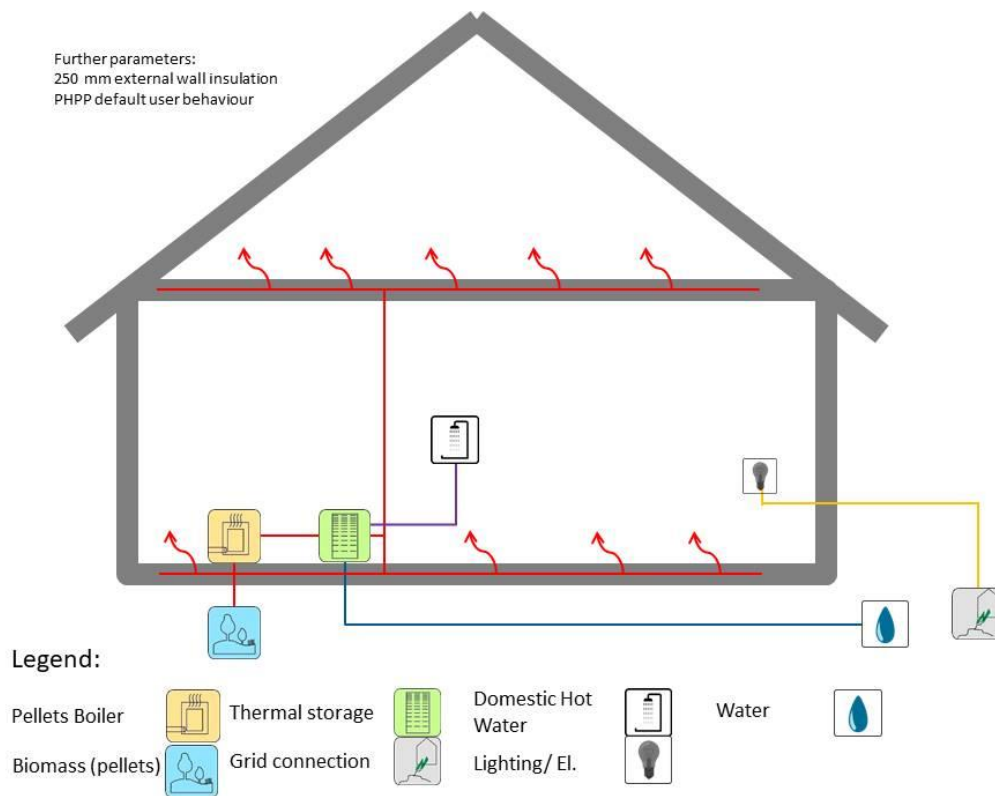 Further parameters:
250 mm external wall insulation
PHPP default user behaviour
Legend:
Pellets Boiler
Thermal storage
Domestic Hot
Water
Water
Biomass (pellets)
Grid connection
Lighting/ El.